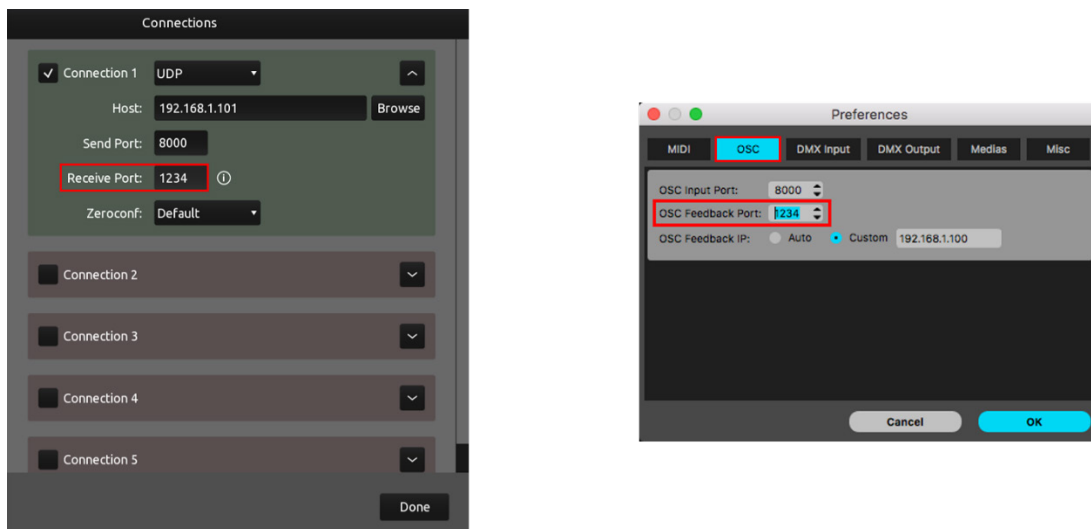 Connections
Connection 1 UDP
Host: 192.168.1.101 Browse
Send Port: 8000
Receive Port: 1234
Zeroconf: Default
Connection 2
Connection 3
Connection 4
Connection 5
Done
Preferences
MIDI OSC DMX Input DMX Output Medias Misc
OSC Input Port: 8000
OSC Feedback Port: 1234
OSC Feedback IP: Auto Custom 192.168.1.100
Cancel OK